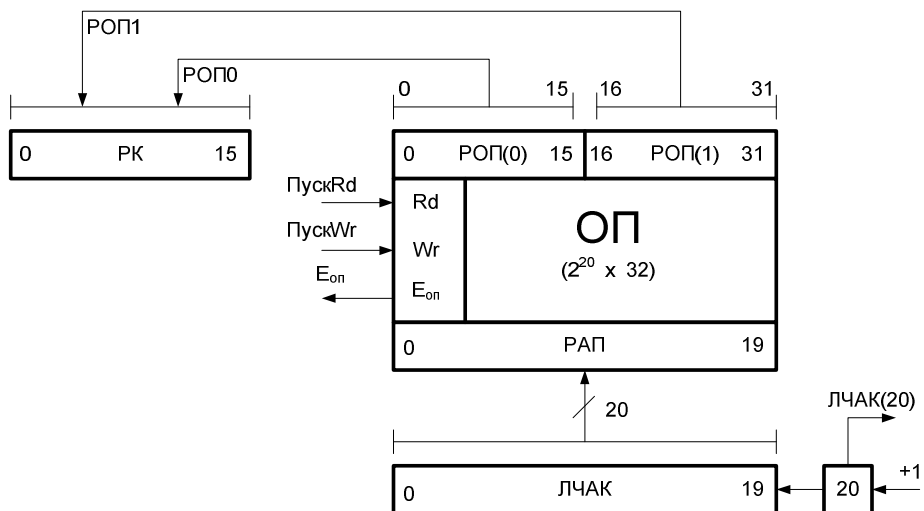 РОП1
РОП0
0 15 16 31
0 РК 15
0 РОП(0) 15 16 РОП(1) 31
ПускRd Rd
ПускWr Wr
Eоп Eоп
ОП
(2²⁰ x 32)
0 РАП 19
20
ЛЧАК(20)
0 ЛЧАК 19 20 +1